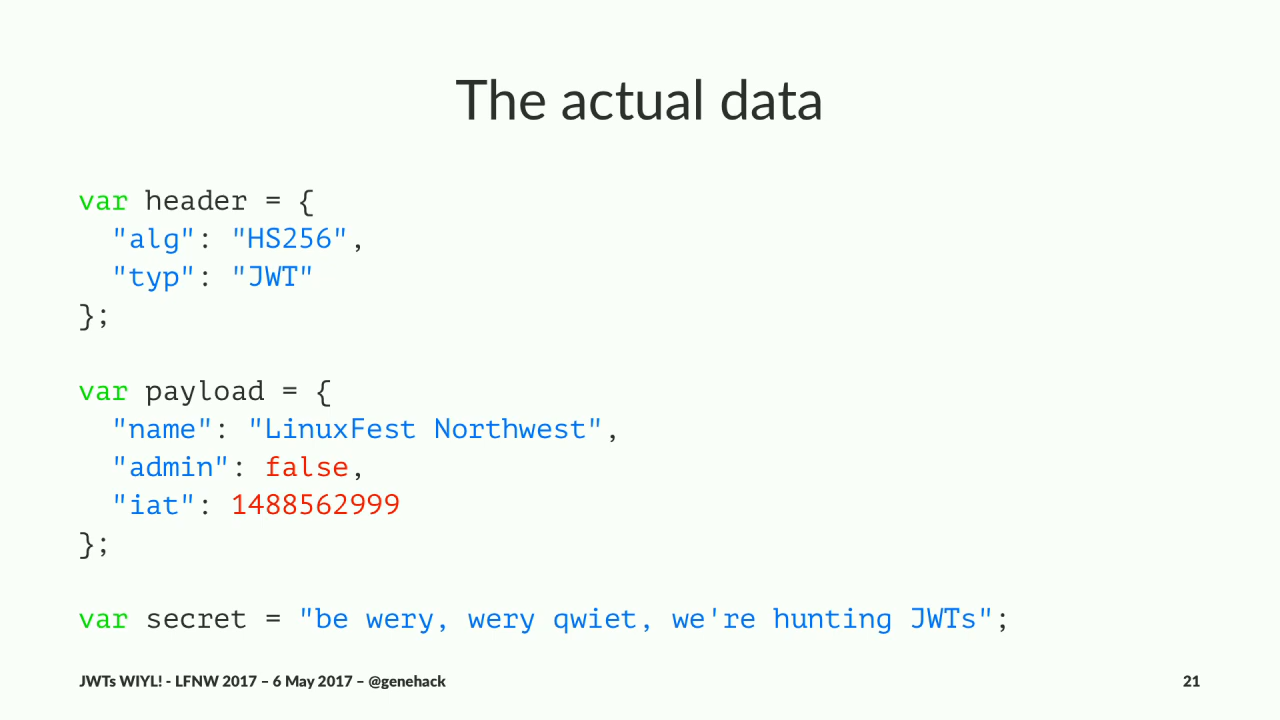 The actual data
var header = {
  "alg": "HS256",
  "typ": "JWT"
};
var payload = {
  "name": "LinuxFest Northwest",
  "admin": false,
  "iat": 1488562999
};
var secret = "be wery, wery qwiet, we're hunting JWTs";
JWTs WIYL! - LFNW 2017 – 6 May 2017 – @genehack
21